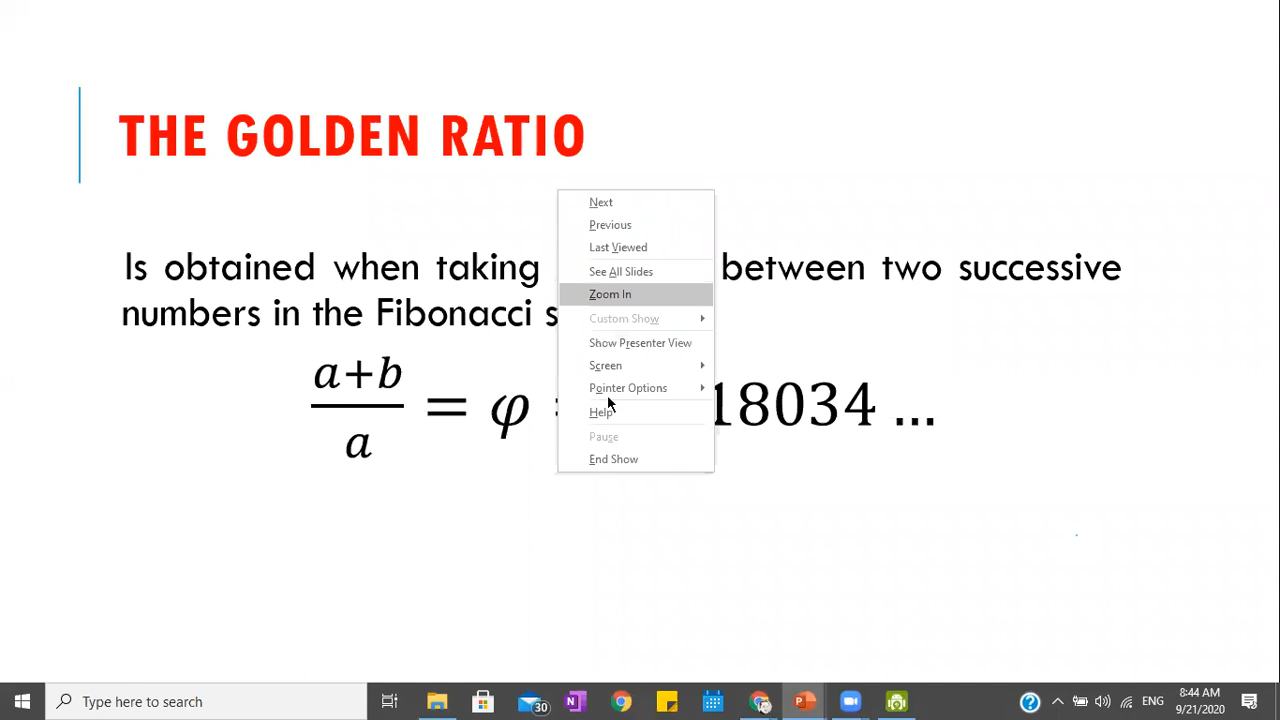 THE GOLDEN RATIO
Next
Previous
Last Viewed
See All Slides
Zoom In
Custom Show
Show Presenter View
Screen
Pointer Options
Help
Pause
End Show
Is obtained when taking between two successive
numbers in the Fibonacci s
a+b
a
= φ = 18034 ...
Type here to search
30
ENG
8:44 AM
9/21/2020